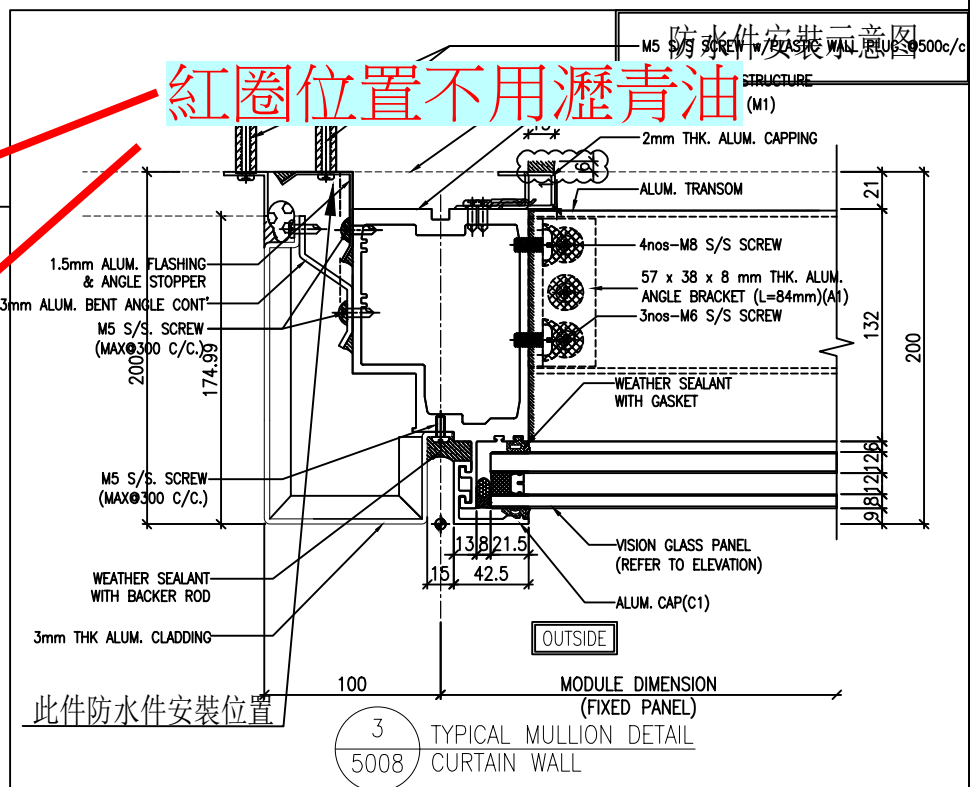 防水件安裝示意图
M5 S/S SCREW w/PLASTIC WALL PLUG @500c/c
紅圈位置不用瀝青油
STRUCTURE
(M1)
2mm THK. ALUM. CAPPING
ALUM. TRANSOM
21
4nos-M8 S/S SCREW
1.5mm ALUM. FLASHING
& ANGLE STOPPER
57 x 38 x 8 mm THK. ALUM.
ANGLE BRACKET (L=84mm)(A1)
3mm ALUM. BENT ANGLE CONT'
3nos-M6 S/S SCREW
M5 S/S. SCREW
(MAX@300 C/C.)
132
200
200
174.99
WEATHER SEALANT
WITH GASKET
M5 S/S. SCREW
(MAX@300 C/C.)
6
12
12
8
9
13
8
21.5
15
42.5
VISION GLASS PANEL
(REFER TO ELEVATION)
WEATHER SEALANT
WITH BACKER ROD
ALUM. CAP(C1)
3mm THK ALUM. CLADDING
OUTSIDE
100
MODULE DIMENSION
(FIXED PANEL)
此件防水件安裝位置
3
TYPICAL MULLION DETAIL
5008
CURTAIN WALL